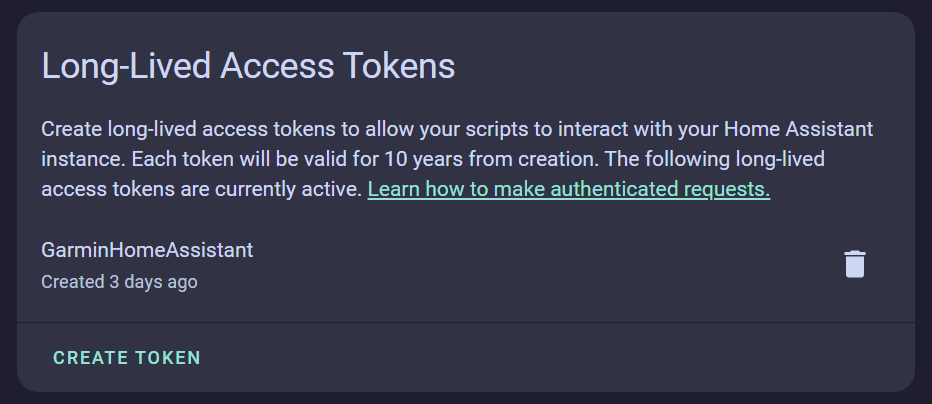 Long-Lived Access Tokens
Create long-lived access tokens to allow your scripts to interact with your Home Assistant
instance. Each token will be valid for 10 years from creation. The following long-lived
access tokens are currently active. Learn how to make authenticated requests.
GarminHomeAssistant
Created 3 days ago
CREATE TOKEN